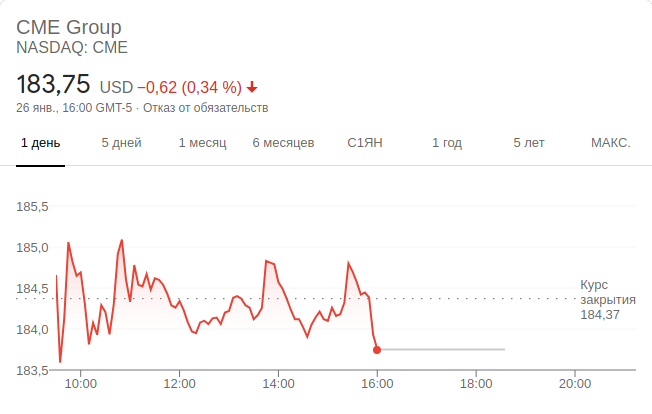 CME Group
NASDAQ: CME
183,75 USD −0,62 (0,34 %)
26 янв., 16:00 GMT-5 · Отказ от обязательств
1 день 5 дней 1 месяц 6 месяцев С1ЯН 1 год 5 лет МАКС.
185,5
185,0
184,5
184,0
183,5
Курс
закрытия
184,37
10:00 12:00 14:00 16:00 18:00 20:00